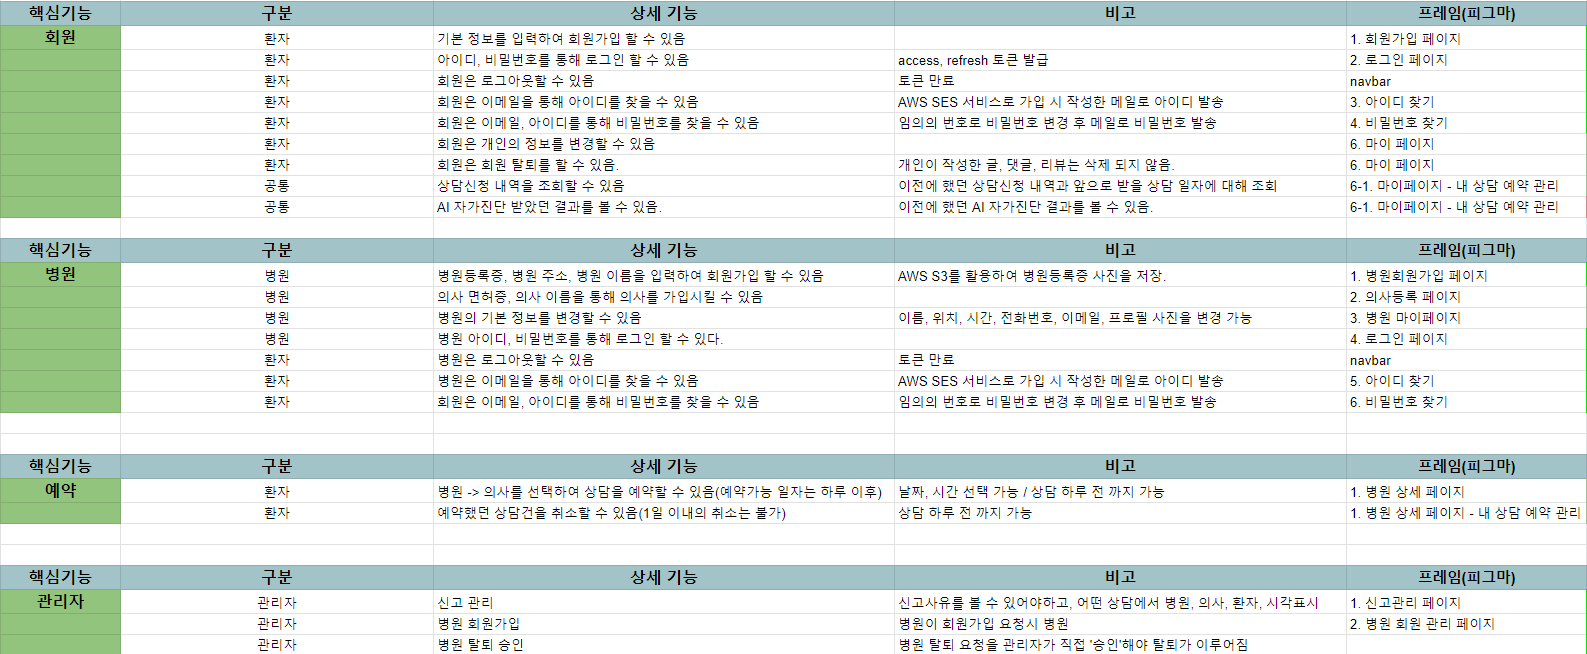 핵심기능 구분 상세 기능 비고 프레임(피그마)
회원 환자 기본 정보를 입력하여 회원가입 할 수 있음 1. 회원가입 페이지
환자 아이디, 비밀번호를 통해 로그인 할 수 있음 access, refresh 토큰 발급 2. 로그인 페이지
환자 회원은 로그아웃할 수 있음 토큰 만료 navbar
환자 회원은 이메일을 통해 아이디를 찾을 수 있음 AWS SES 서비스로 가입 시 작성한 메일로 아이디 발송 3. 아이디 찾기
환자 회원은 이메일, 아이디를 통해 비밀번호를 찾을 수 있음 임의의 번호로 비밀번호 변경 후 메일로 비밀번호 발송 4. 비밀번호 찾기
환자 회원은 개인의 정보를 변경할 수 있음 6. 마이 페이지
환자 회원은 회원 탈퇴를 할 수 있음. 개인이 작성한 글, 댓글, 리뷰는 삭제 되지 않음. 6. 마이 페이지
공통 상담신청 내역을 조회할 수 있음 이전에 했던 상담신청 내역과 앞으로 받을 상담 일자에 대해 조회 6-1. 마이페이지 - 내 상담 예약 관리
공통 AI 자가진단 받았던 결과를 볼 수 있음. 이전에 했던 AI 자가진단 결과를 볼 수 있음. 6-1. 마이페이지 - 내 상담 예약 관리
핵심기능 구분 상세 기능 비고 프레임(피그마)
병원 병원 병원등록증, 병원 주소, 병원 이름을 입력하여 회원가입 할 수 있음 AWS S3를 활용하여 병원등록증 사진을 저장. 1. 병원회원가입 페이지
병원 의사 면허증, 의사 이름을 통해 의사를 가입시킬 수 있음 2. 의사등록 페이지
병원 병원의 기본 정보를 변경할 수 있음 이름, 위치, 시간, 전화번호, 이메일, 프로필 사진을 변경 가능 3. 병원 마이페이지
병원 병원 아이디, 비밀번호를 통해 로그인 할 수 있다. 4. 로그인 페이지
환자 병원은 로그아웃할 수 있음 토큰 만료 navbar
환자 병원은 이메일을 통해 아이디를 찾을 수 있음 AWS SES 서비스로 가입 시 작성한 메일로 아이디 발송 5. 아이디 찾기
환자 회원은 이메일, 아이디를 통해 비밀번호를 찾을 수 있음 임의의 번호로 비밀번호 변경 후 메일로 비밀번호 발송 6. 비밀번호 찾기
핵심기능 구분 상세 기능 비고 프레임(피그마)
예약 환자 병원 -> 의사를 선택하여 상담을 예약할 수 있음(예약가능 일자는 하루 이후) 날짜, 시간 선택 가능 / 상담 하루 전 까지 가능 1. 병원 상세 페이지
환자 예약했던 상담건을 취소할 수 있음(1일 이내의 취소는 불가) 상담 하루 전 까지 가능 1. 병원 상세 페이지 - 내 상담 예약 관리
핵심기능 구분 상세 기능 비고 프레임(피그마)
관리자 관리자 신고 관리 신고사유를 볼 수 있어야하고, 어떤 상담에서 병원, 의사, 환자, 시각표시 1. 신고관리 페이지
관리자 병원 회원가입 병원이 회원가입 요청시 병원 2. 병원 회원 관리 페이지
관리자 병원 탈퇴 승인 병원 탈퇴 요청을 관리자가 직접 '승인'해야 탈퇴가 이루어짐